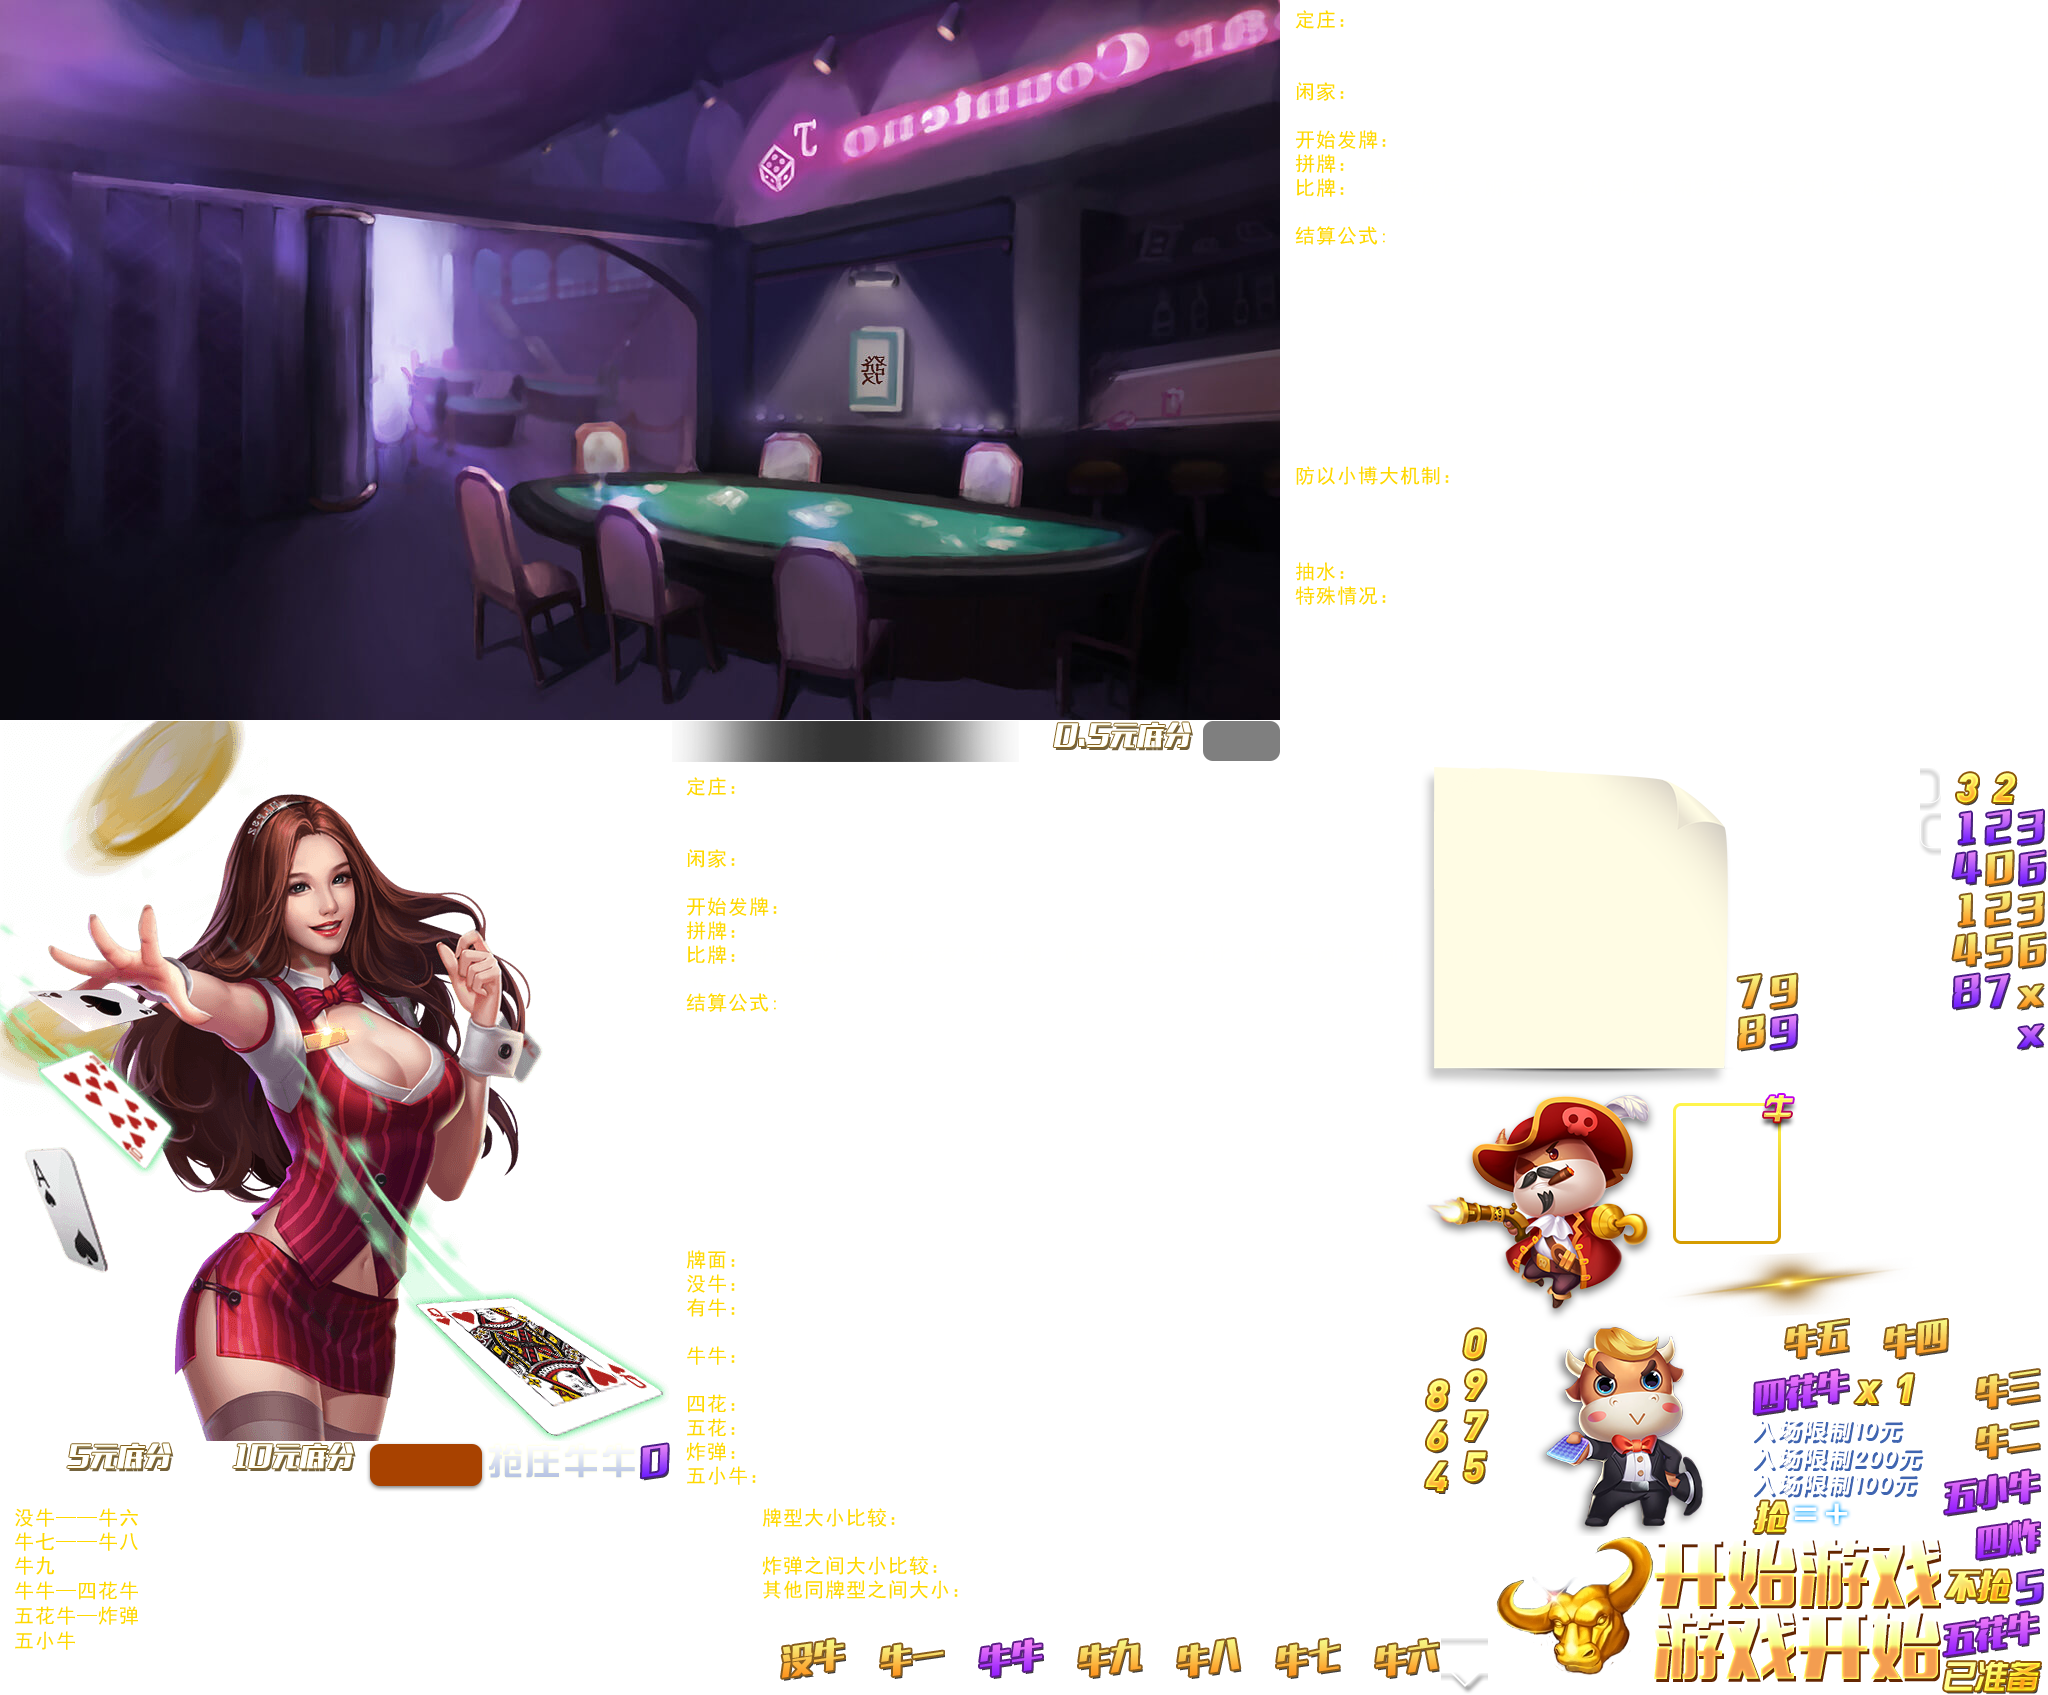 ar Counteno J
發
定庄：
闲家：
开始发牌：
拼牌：
比牌：
结算公式：
防以小博大机制：
抽水：
特殊情况：
0.5元底分
定庄：
闲家：
开始发牌：
拼牌：
比牌：
结算公式：
牌面：
没牛：
有牛：
牛牛：
四花：
五花：
炸弹：
五小牛：
3 2
123
406
123
456
87x
x
79
89
牛
A
0
9
7
5
8
6
4
牛五
牛四
四花牛 x 1
牛三
入场限制10元
牛二
入场限制200元
入场限制100元
五小牛
抢 = +
四炸
开始游戏
不抢 5
游戏开始
五花牛
已准备
5元底分
10元底分
抢庄牛牛 0
没牛——牛六
牛七——牛八
牛九
牛牛—四花牛
五花牛—炸弹
五小牛
牌型大小比较：
炸弹之间大小比较：
其他同牌型之间大小：
没牛
牛一
牛牛
牛九
牛八
牛七
牛六